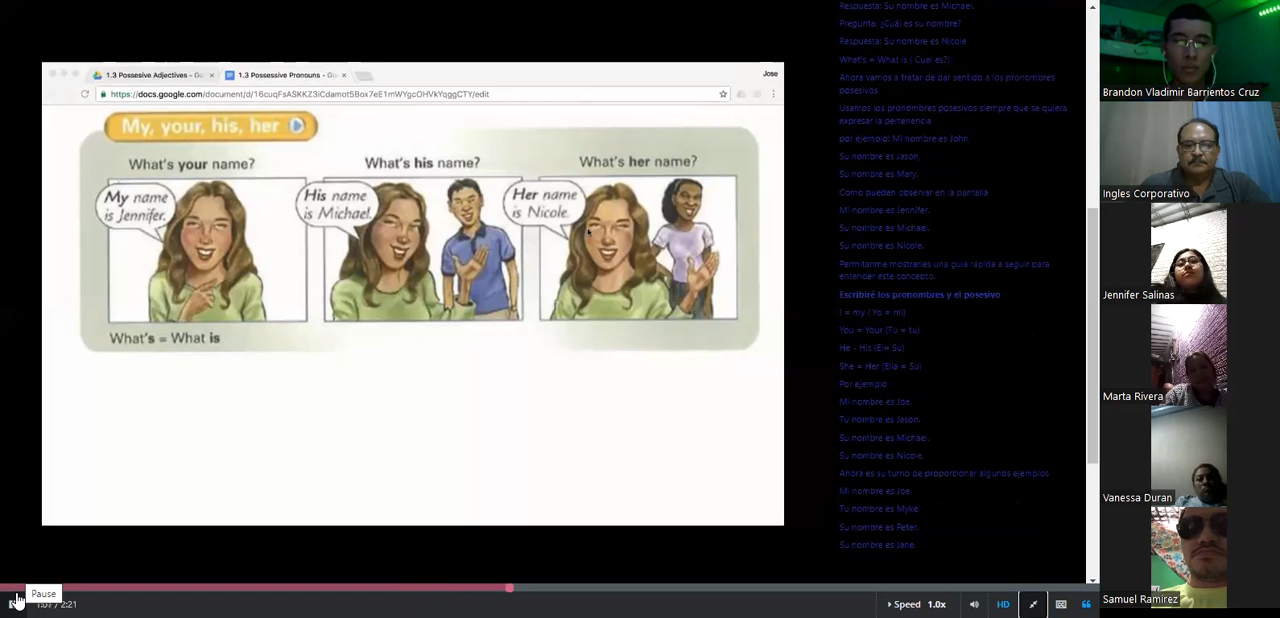 1.3 Possesive Adjectives - Go
1.3 Possessive Pronouns - Goo
Jose
https://docs.google.com/document/d/16cuqFsASKKZ3iCdamot5Box7eE1mWYgcOHVkYqggCTY/edit
My, your, his, her
What's your name?
What's his name?
What's her name?
My name
is Jennifer.
His name
is Michael.
Her name
is Nicole.
What's = What is
Respuesta: Su nombre es Michael.
Pregunta: ¿Cuál es su nombre?
Respuesta: Su nombre es Nicole
What's = What is ( Cual es?)
Ahora vamos a tratar de dar sentido a los pronombres
posesivos
Usamos los pronombres posesivos siempre que se quiera
expresar la pertenencia
por ejemplo: Mi nombre es John.
Su nombre es Jason,
Su nombre es Mary.
Como pueden observar en la pantalla
Mi nombre es Jennifer.
Su nombre es Michael.
Su nombre es Nicole.
Permitanme mostrarles una guia rápida a seguir para
entender este concepto.
Escribiré los pronombres y el posesivo
I = my ( Yo = mi)
You = Your (Tu = tu)
He - His (El= Su)
She = Her (Ella = Su)
Por ejemplo
Mi nombre es Joe.
Tu nombre es Jason.
Su nombre es Michael.
Su nombre es Nicole.
Ahora es su turno de proporcionar algunos ejemplos
Mi nombre es Joe.
Tu nombre es Myke.
Su nombre es Peter.
Su nombre es Jane.
Pause
1:07 / 2:21
Speed 1.0x
HD
Brandon Vladimir Barrientos Cruz
Ingles Corporativo
Jennifer Salinas
Marta Rivera
Vanessa Duran
Samuel Ramirez